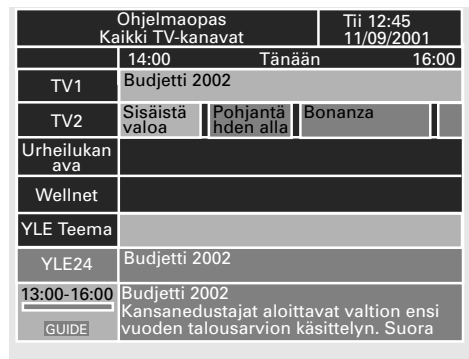 Ohjelmaopas
Kaikki TV-kanavat
Tii 12:45
11/09/2001
14:00 Tänään 16:00
TV1 Budjetti 2002
TV2
Sisäistä
valoa
Pohjantä
hden alla
Bonanza
Urheilukan
ava
Wellnet
YLE Teema
YLE24 Budjetti 2002
13:00-16:00
GUIDE
Budjetti 2002
Kansanedustajat aloittavat valtion ensi
vuoden talousarvion käsittelyn. Suora